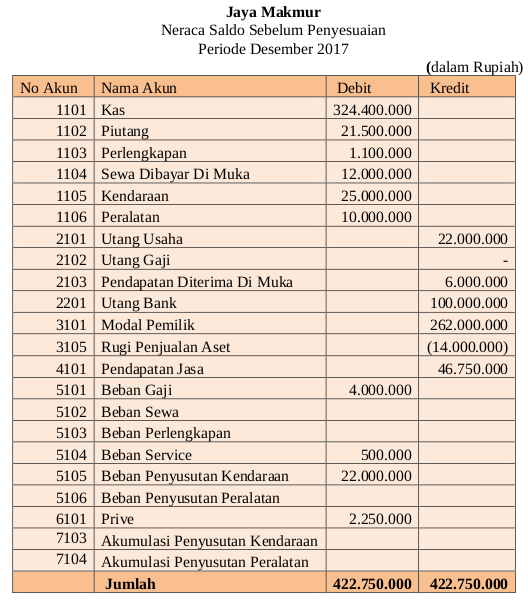 Jaya Makmur
Neraca Saldo Sebelum Penyesuaian
Periode Desember 2017
(dalam Rupiah)
No Akun Nama Akun Debit Kredit
1101 Kas 324.400.000
1102 Piutang 21.500.000
1103 Perlengkapan 1.100.000
1104 Sewa Dibayar Di Muka 12.000.000
1105 Kendaraan 25.000.000
1106 Peralatan 10.000.000
2101 Utang Usaha 22.000.000
2102 Utang Gaji -
2103 Pendapatan Diterima Di Muka 6.000.000
2201 Utang Bank 100.000.000
3101 Modal Pemilik 262.000.000
3105 Rugi Penjualan Aset (14.000.000)
4101 Pendapatan Jasa 46.750.000
5101 Beban Gaji 4.000.000
5102 Beban Sewa
5103 Beban Perlengkapan
5104 Beban Service 500.000
5105 Beban Penyusutan Kendaraan 22.000.000
5106 Beban Penyusutan Peralatan
6101 Prive 2.250.000
7103 Akumulasi Penyusutan Kendaraan
7104 Akumulasi Penyusutan Peralatan
Jumlah 422.750.000 422.750.000